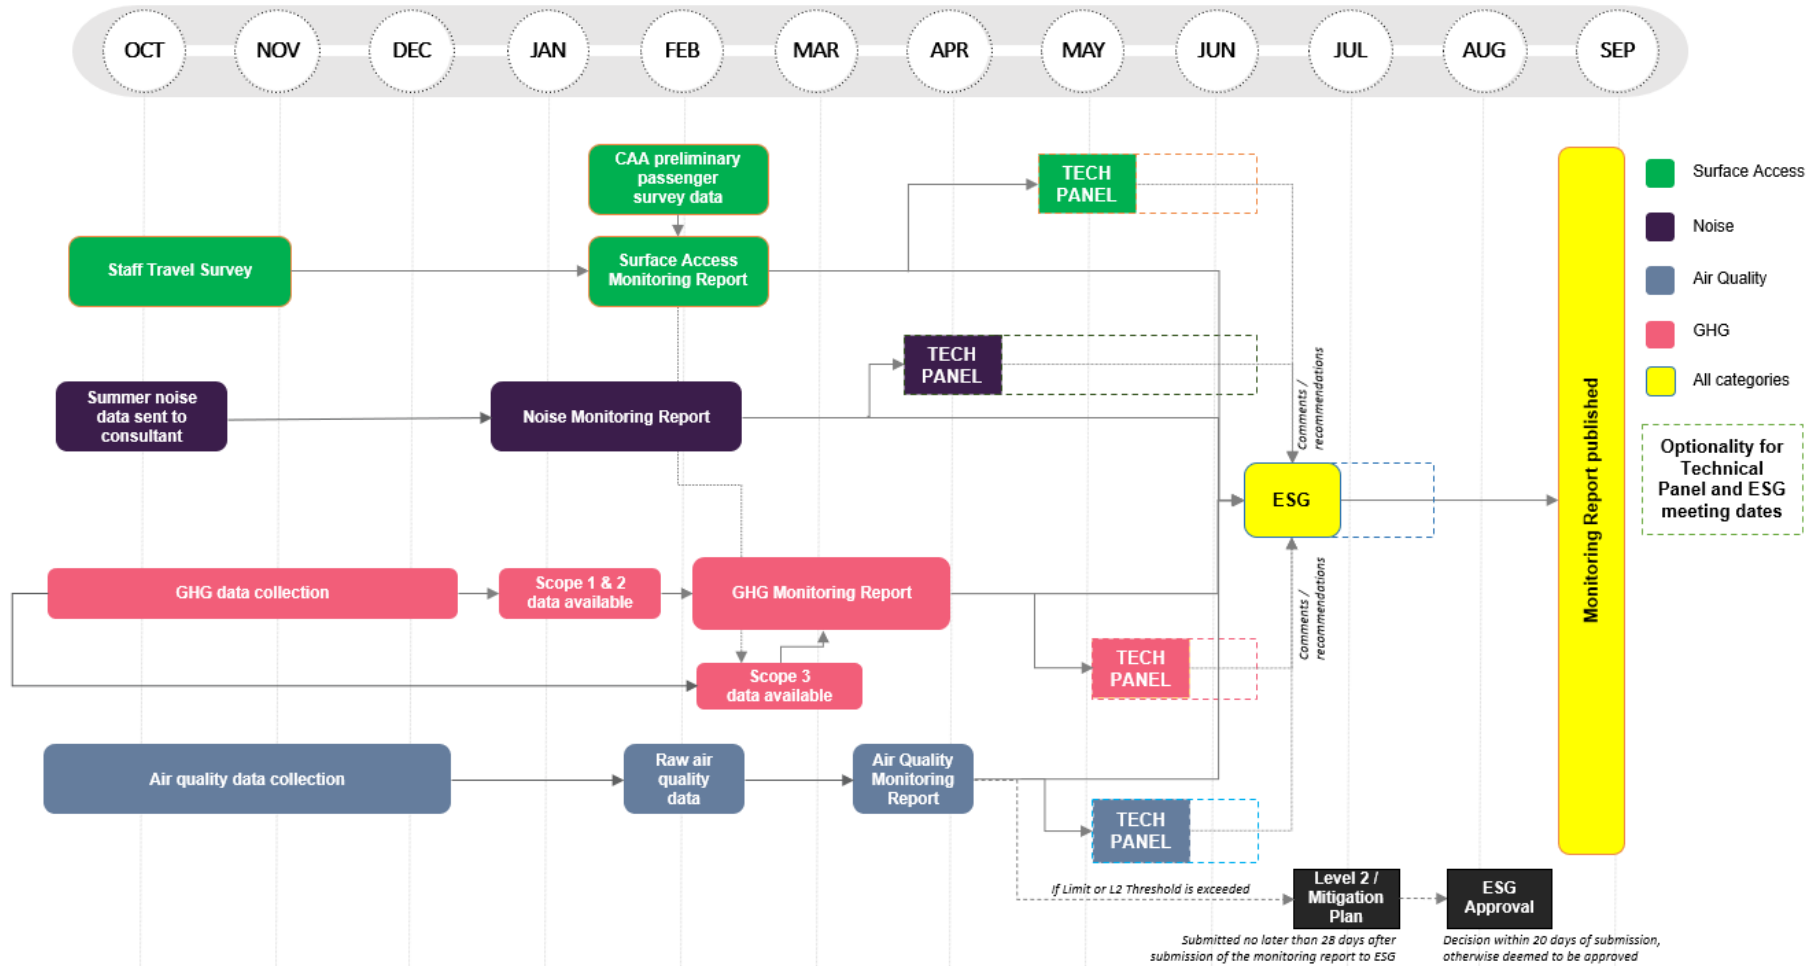 OCT NOV DEC JAN FEB MAR APR MAY JUN JUL AUG SEP
CAA preliminary
passenger
survey data
TECH
PANEL
Staff Travel Survey
Surface Access
Monitoring Report
TECH
PANEL
Summer noise
data sent to
consultant
Noise Monitoring Report
Comments /
recommendations
ESG
GHG data collection
Scope 1 & 2
data available
GHG Monitoring Report
Comments /
recommendations
TECH
PANEL
Scope 3
data available
Air quality data collection
Raw air
quality
data
Air Quality
Monitoring
Report
TECH
PANEL
If Limit or L2 Threshold is exceeded
Level 2 /
Mitigation
Plan
ESG
Approval
Submitted no later than 28 days after
submission of the monitoring report to ESG
Decision within 20 days of submission,
otherwise deemed to be approved
Monitoring Report published
Surface Access
Noise
Air Quality
GHG
All categories
Optionality for
Technical
Panel and ESG
meeting dates